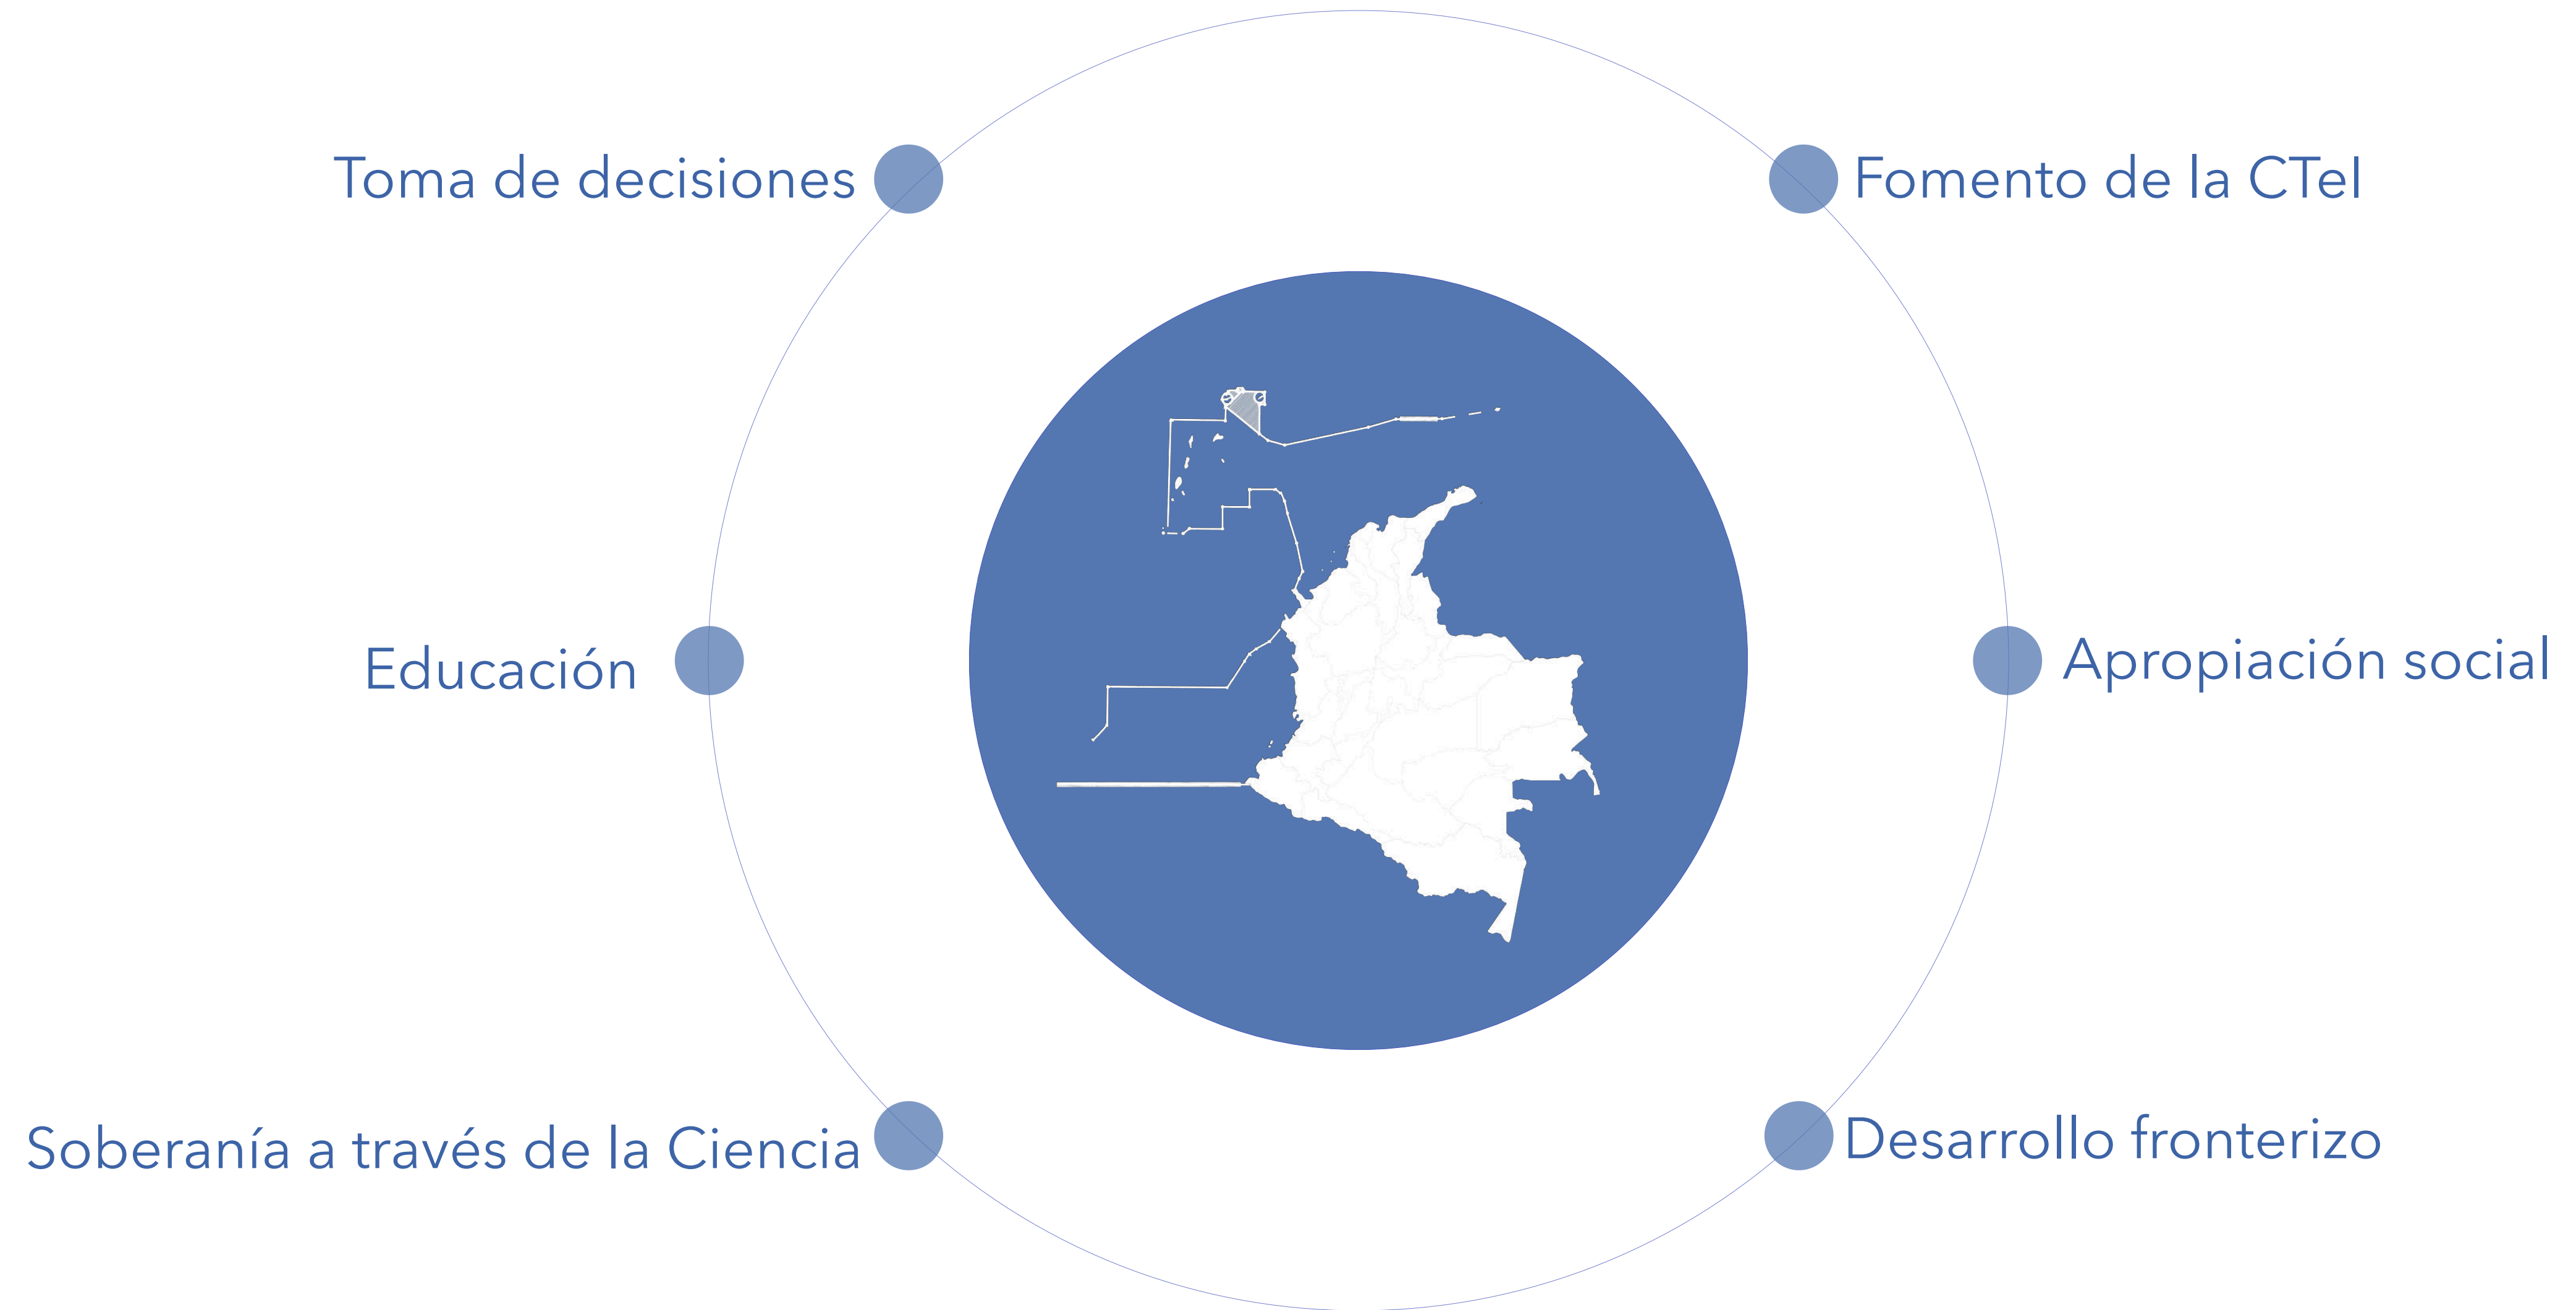 Toma de decisiones
Fomento de la CTeI
Educación
Apropiación social
Soberanía a través de la Ciencia
Desarrollo fronterizo